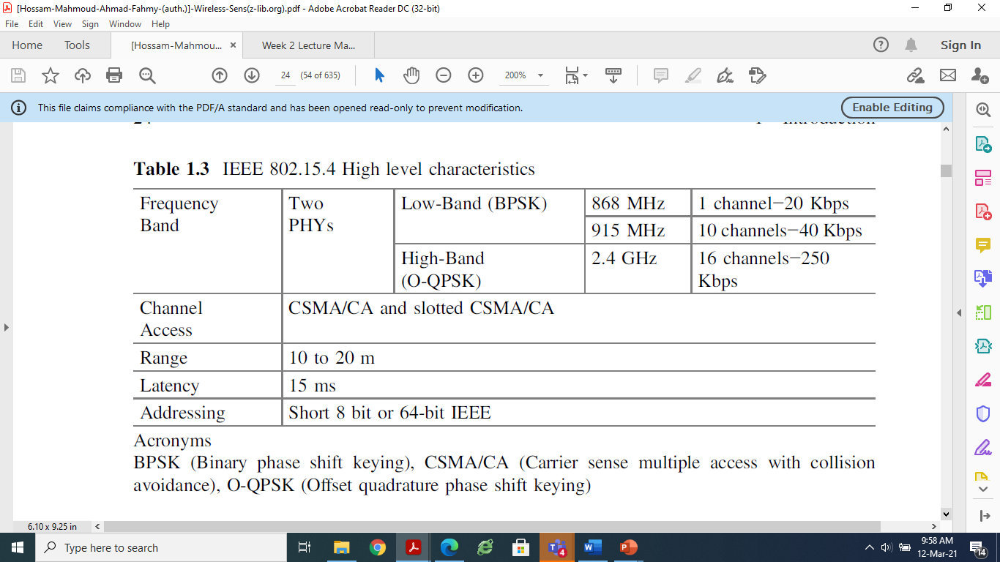 [Hossam-Mahmoud-Ahmad-Fahmy-(auth.)]-Wireless-Sens(z-lib.org).pdf - Adobe Acrobat Reader DC (32-bit)
File Edit View Sign Window Help
Home Tools [Hossam-Mahmou... × Week 2 Lecture Ma... Sign In
24 (54 of 635) 200%
This file claims compliance with the PDF/A standard and has been opened read-only to prevent modification. Enable Editing
Table 1.3 IEEE 802.15.4 High level characteristics
Frequency Two Low-Band (BPSK) 868 MHz 1 channel−20 Kbps
Band PHYs 915 MHz 10 channels−40 Kbps
High-Band 2.4 GHz 16 channels−250
(O-QPSK) Kbps
Channel CSMA/CA and slotted CSMA/CA
Access
Range 10 to 20 m
Latency 15 ms
Addressing Short 8 bit or 64-bit IEEE
Acronyms
BPSK (Binary phase shift keying), CSMA/CA (Carrier sense multiple access with collision
avoidance), O-QPSK (Offset quadrature phase shift keying)
6.10 x 9.25 in
Type here to search
4
9:58 AM
12-Mar-21
14